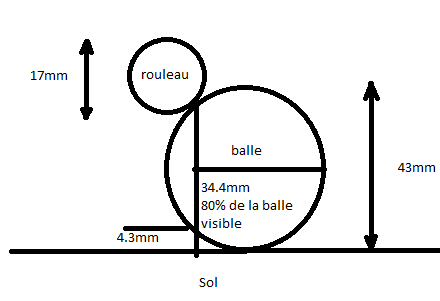 rouleau
17mm
balle
43mm
34.4mm
80% de la balle
visible
4.3mm
Sol